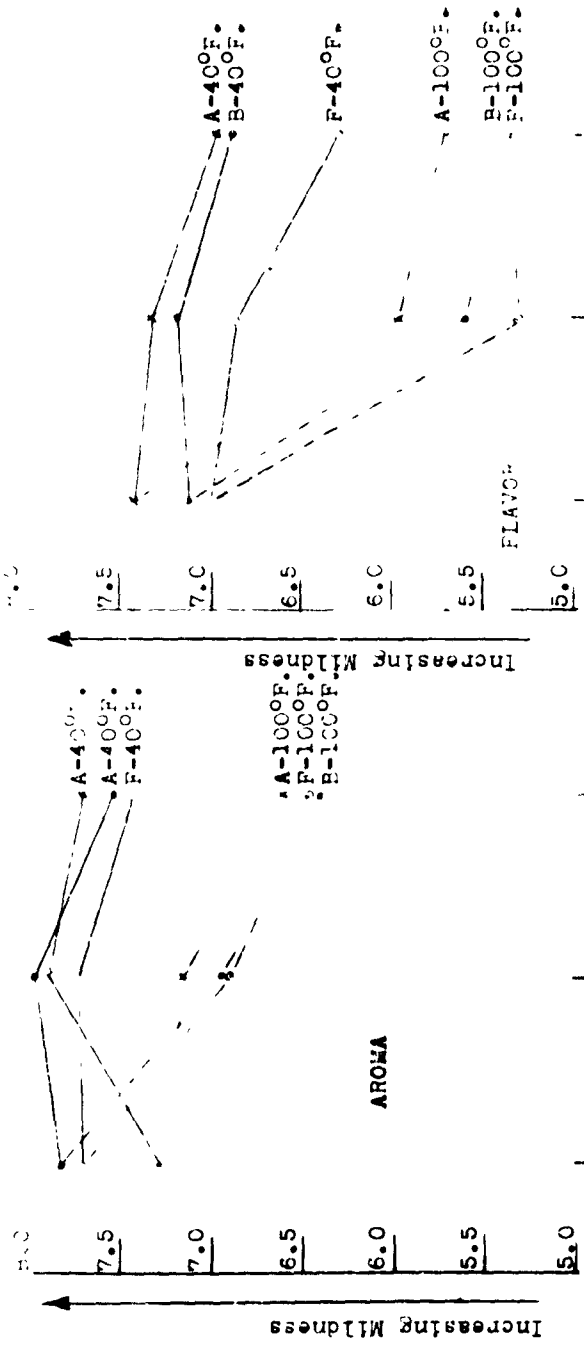 7.5
7.0
6.5
6.0
5.5
5.0
Increasing Mildness
AROMA
A-40°F.
F-40°F.
A-100°F.
F-100°F.
B-100°F.
7.5
7.0
6.5
6.0
5.5
5.0
Increasing Mildness
FLAVOR
A-40°F.
B-40°F.
F-40°F.
A-100°F.
B-100°F.
F-100°F.